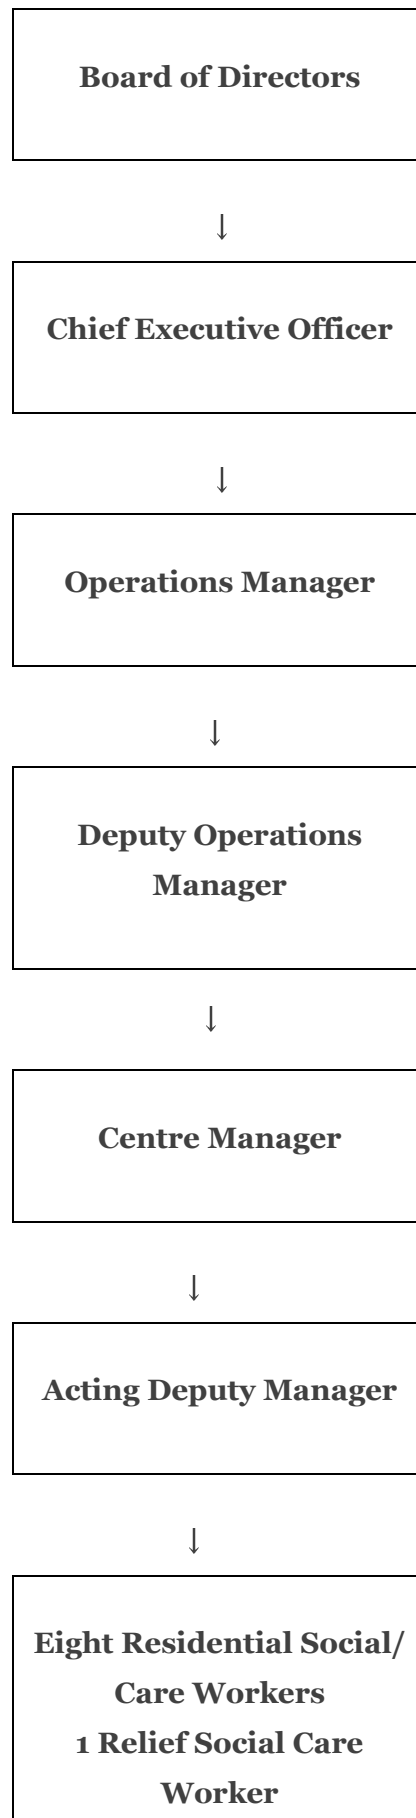 Board of Directors
↓
Chief Executive Officer
↓
Operations Manager
↓
Deputy Operations
Manager
↓
Centre Manager
↓
Acting Deputy Manager
↓
Eight Residential Social/
Care Workers
1 Relief Social Care
Worker